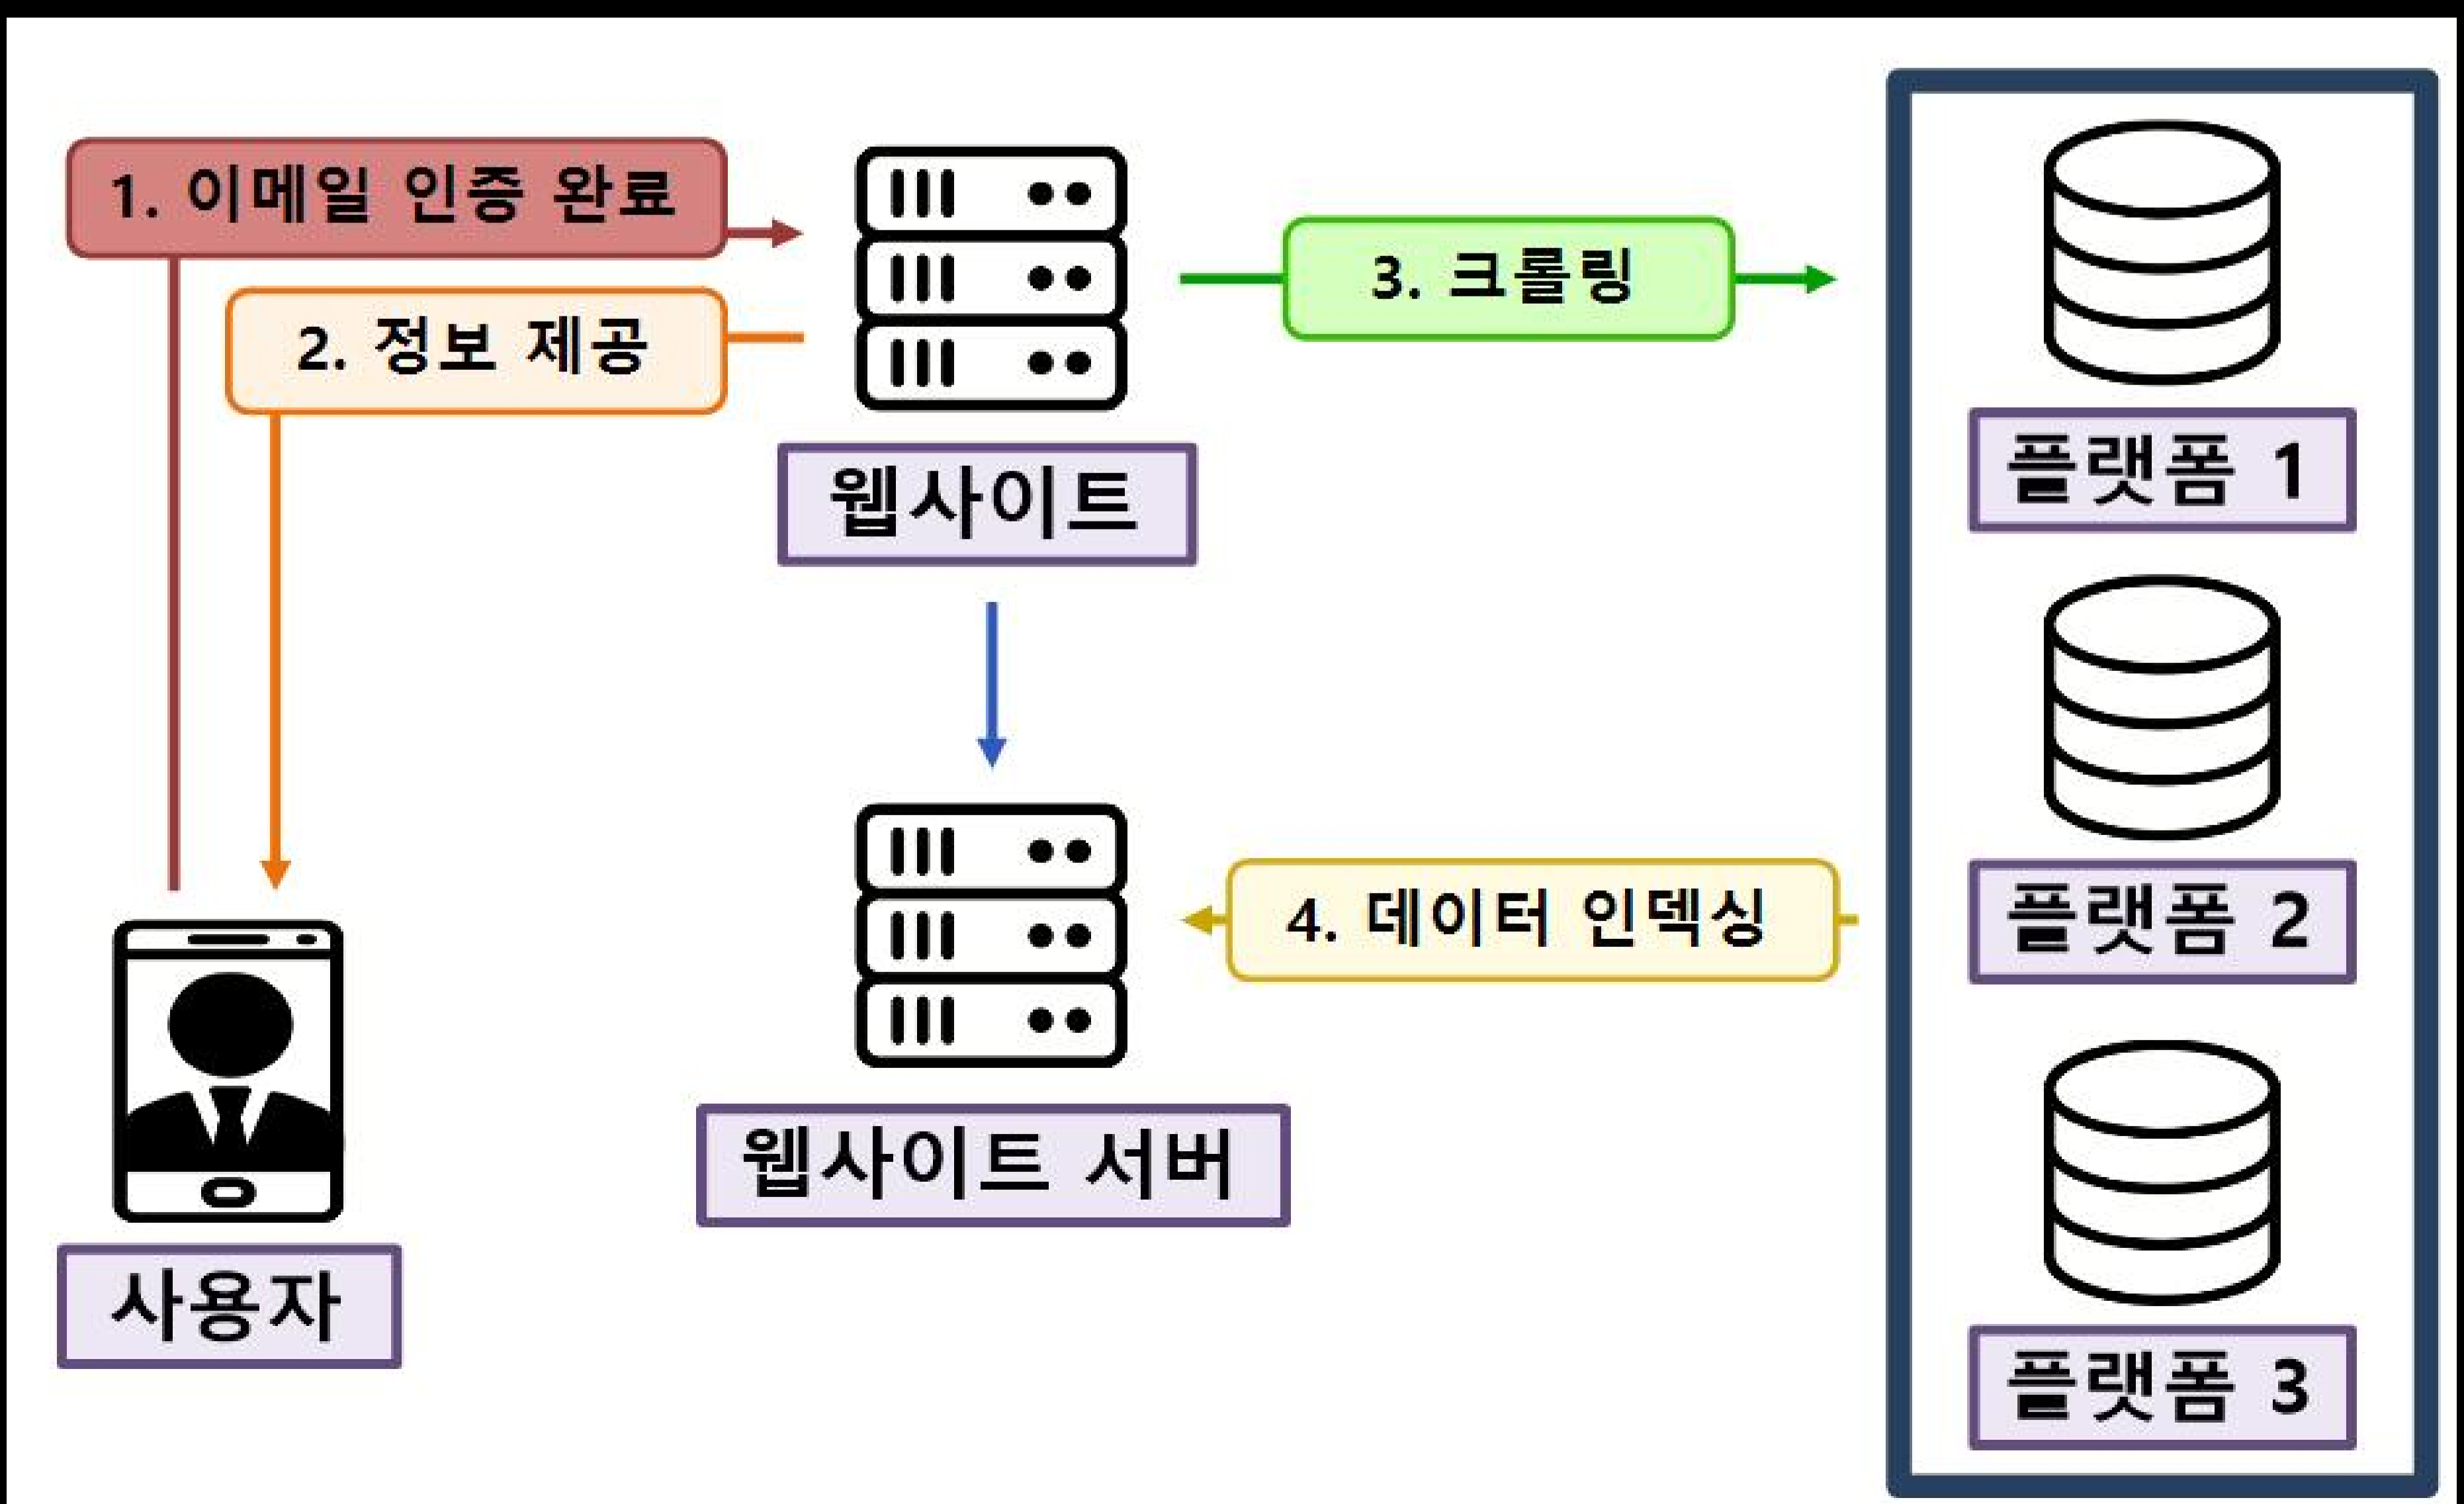 1. 이메일 인증 완료
2. 정보 제공
3. 크롤링
웹사이트
플랫폼 1
4. 데이터 인덱싱
플랫폼 2
웹사이트 서버
사용자
플랫폼 3